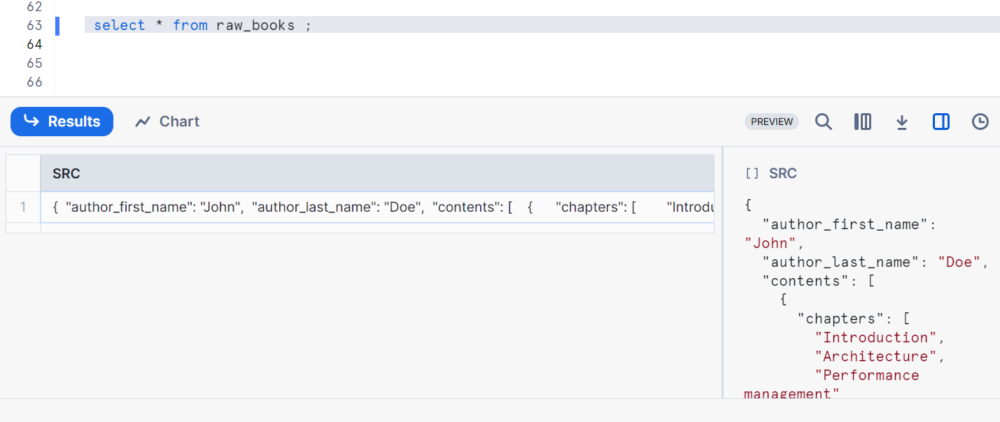 62
63 select * from raw_books ;
64
65
66
Results Chart PREVIEW
SRC
1 { "author_first_name": "John", "author_last_name": "Doe", "contents": [ { "chapters": [ "Introdu
[] SRC
{
"author_first_name":
"John",
"author_last_name": "Doe",
"contents": [
{
"chapters": [
"Introduction",
"Architecture",
"Performance
management"